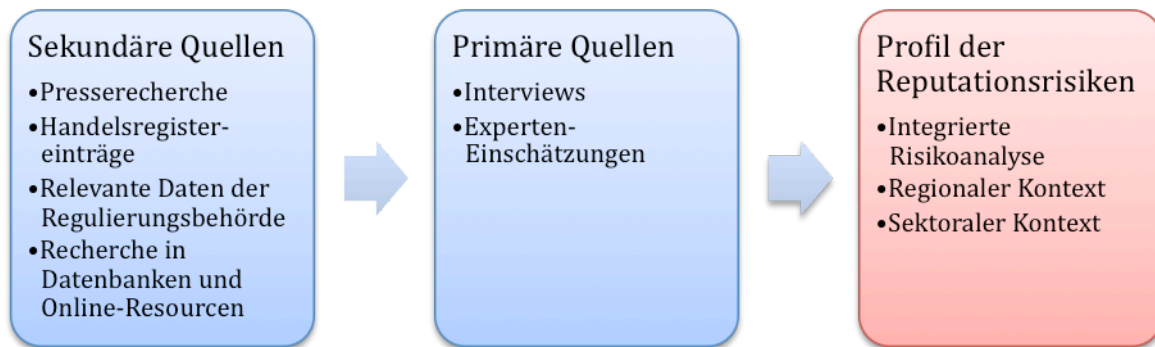 Sekundäre Quellen
•Presserecherche
•Handelsregister-
einträge
•Relevante Daten der
Regulierungsbehörde
•Recherche in
Datenbanken und
Online-Resourcen
Primäre Quellen
•Interviews
•Experten-
Einschätzungen
Profil der
Reputationsrisiken
•Integrierte
Risikoanalyse
•Regionaler Kontext
•Sektoraler Kontext